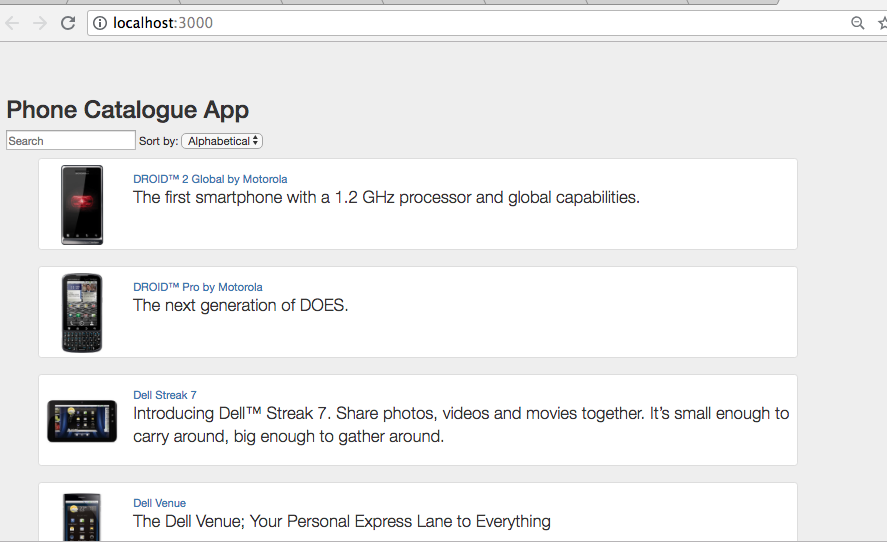 localhost:3000
Phone Catalogue App
Search Sort by: Alphabetical
DROID™ 2 Global by Motorola
The first smartphone with a 1.2 GHz processor and global capabilities.
DROID™ Pro by Motorola
The next generation of DOES.
Dell Streak 7
Introducing Dell™ Streak 7. Share photos, videos and movies together. It’s small enough to
carry around, big enough to gather around.
Dell Venue
The Dell Venue; Your Personal Express Lane to Everything